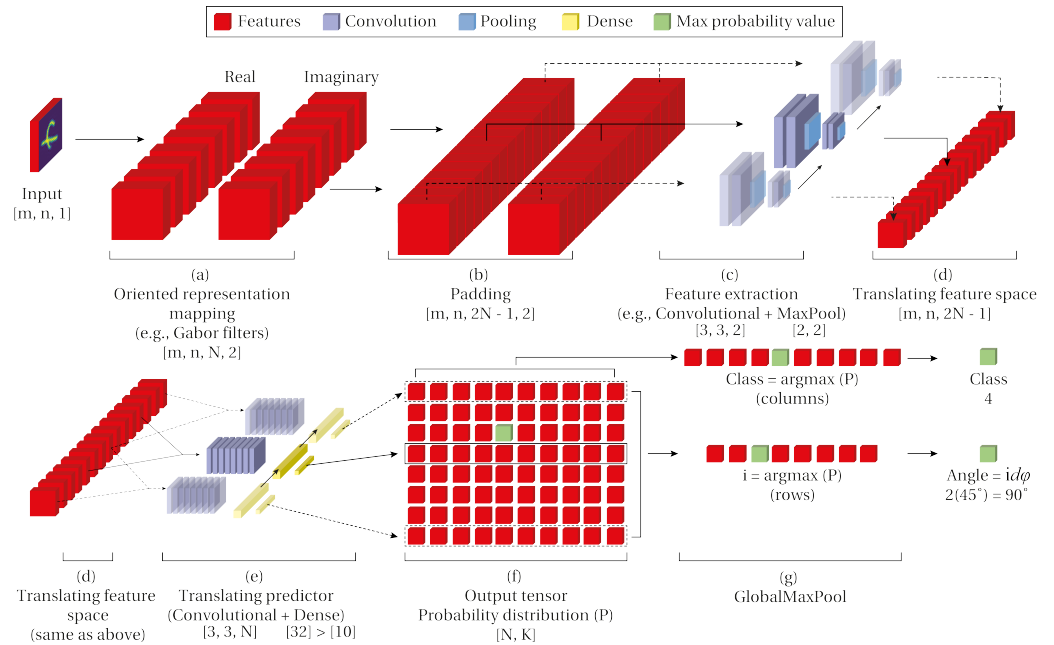 Features Convolution Pooling Dense Max probability value
Real Imaginary
Input
[m, n, 1]
(a)
Oriented representation
mapping
(e.g., Gabor filters)
[m, n, N, 2]
(b)
Padding
[m, n, 2N - 1, 2]
(c)
Feature extraction
(e.g., Convolutional + MaxPool)
[3, 3, 2] [2, 2]
(d)
Translating feature space
[m, n, 2N - 1]
Class = argmax (P)
(columns)
Class
4
i = argmax (P)
(rows)
Angle = idφ
2(45°) = 90°
(d)
Translating feature
space
(same as above)
(e)
Translating predictor
(Convolutional + Dense)
[3, 3, N] [32] > [10]
(f)
Output tensor
Probability distribution (P)
[N, K]
(g)
GlobalMaxPool